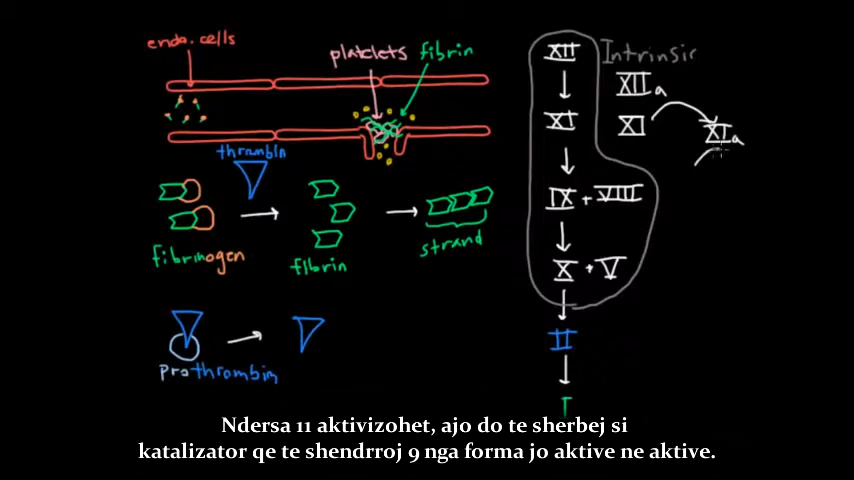 endo. cells
platelets fibrin
thrombin
fibrinogen
fibrin
strand
prothrombin
XII
XI
IX + VIII
X + V
II
I
Intrinsic
XIIa
XI XIa
Ndersa 11 aktivizohet, ajo do te sherbej si
katalizator qe te shendrroj 9 nga forma jo aktive ne aktive.